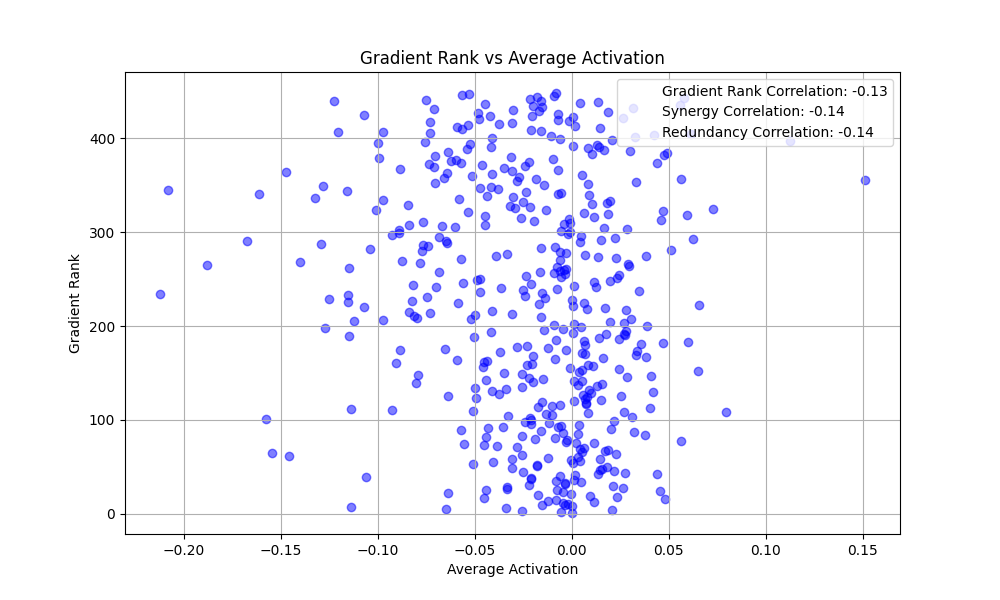 Gradient Rank vs Average Activation
Gradient Rank Correlation: -0.13
Synergy Correlation: -0.14
Redundancy Correlation: -0.14
Gradient Rank
400
300
200
100
0
−0.20 −0.15 −0.10 −0.05 0.00 0.05 0.10 0.15
Average Activation